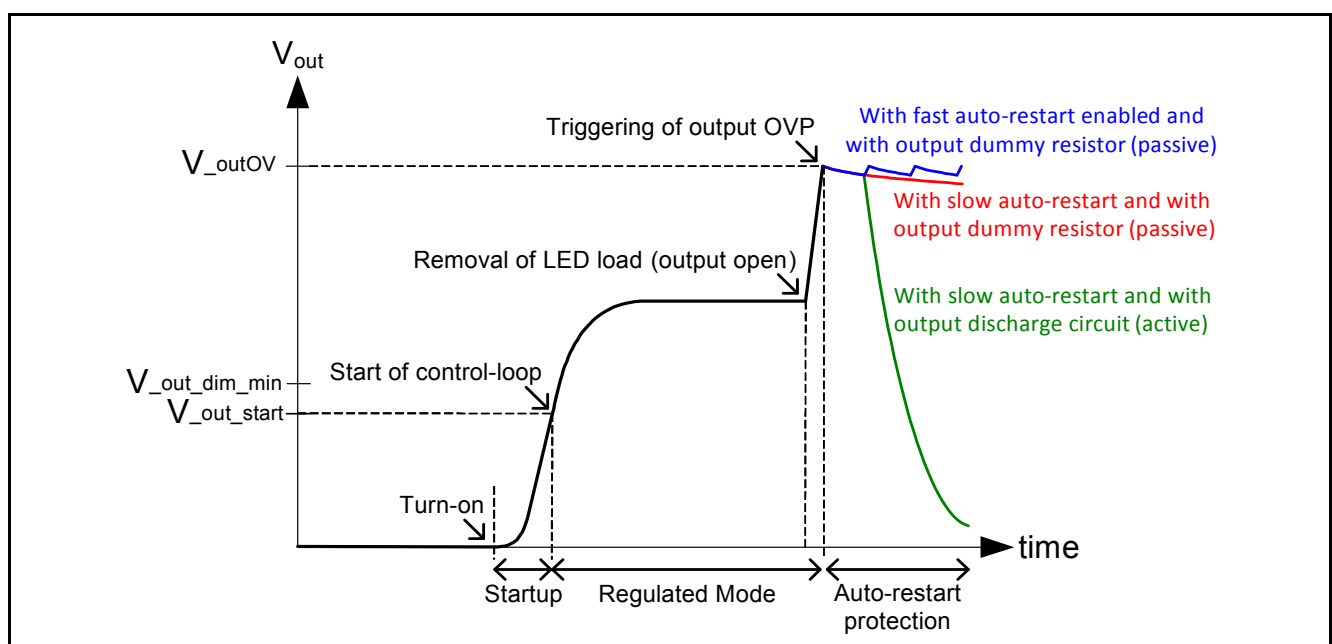 V_out
With fast auto-restart enabled and
with output dummy resistor (passive)
Triggering of output OVP
V_outOV
With slow auto-restart and with
output dummy resistor (passive)
Removal of LED load (output open)
With slow auto-restart and with
output discharge circuit (active)
Start of control-loop
V_out_dim_min
V_out_start
Turn-on
time
Startup
Regulated Mode
Auto-restart
protection